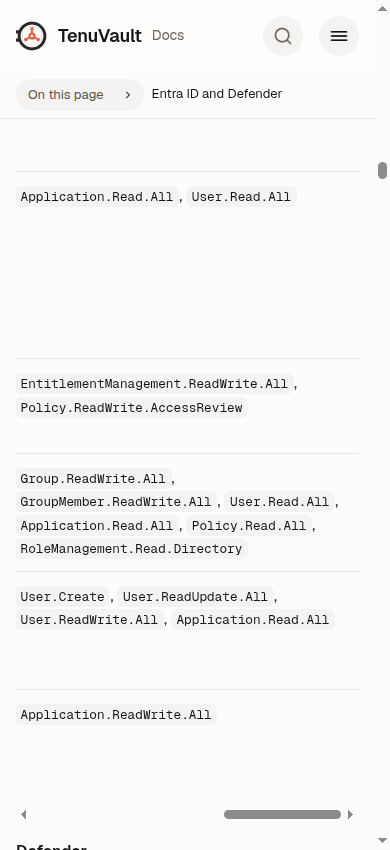 TenuVault Docs
On this page Entra ID and Defender
Application.Read.All, User.Read.All
EntitlementManagement.ReadWrite.All,
Policy.ReadWrite.AccessReview
Group.ReadWrite.All,
GroupMember.ReadWrite.All, User.Read.All,
Application.Read.All, Policy.Read.All,
RoleManagement.Read.Directory
User.Create, User.ReadUpdate.All,
User.ReadWrite.All, Application.Read.All
Application.ReadWrite.All
Defender